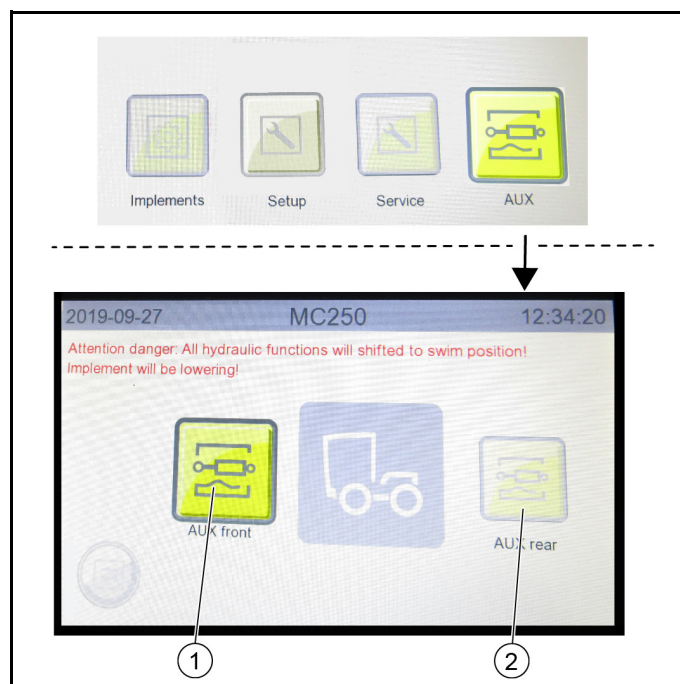 Implements
Setup
Service
AUX
2019-09-27
MC250
12:34:20
Attention danger: All hydraulic functions will shifted to swim position!
Implement will be lowering!
AUX front
AUX rear
1
2